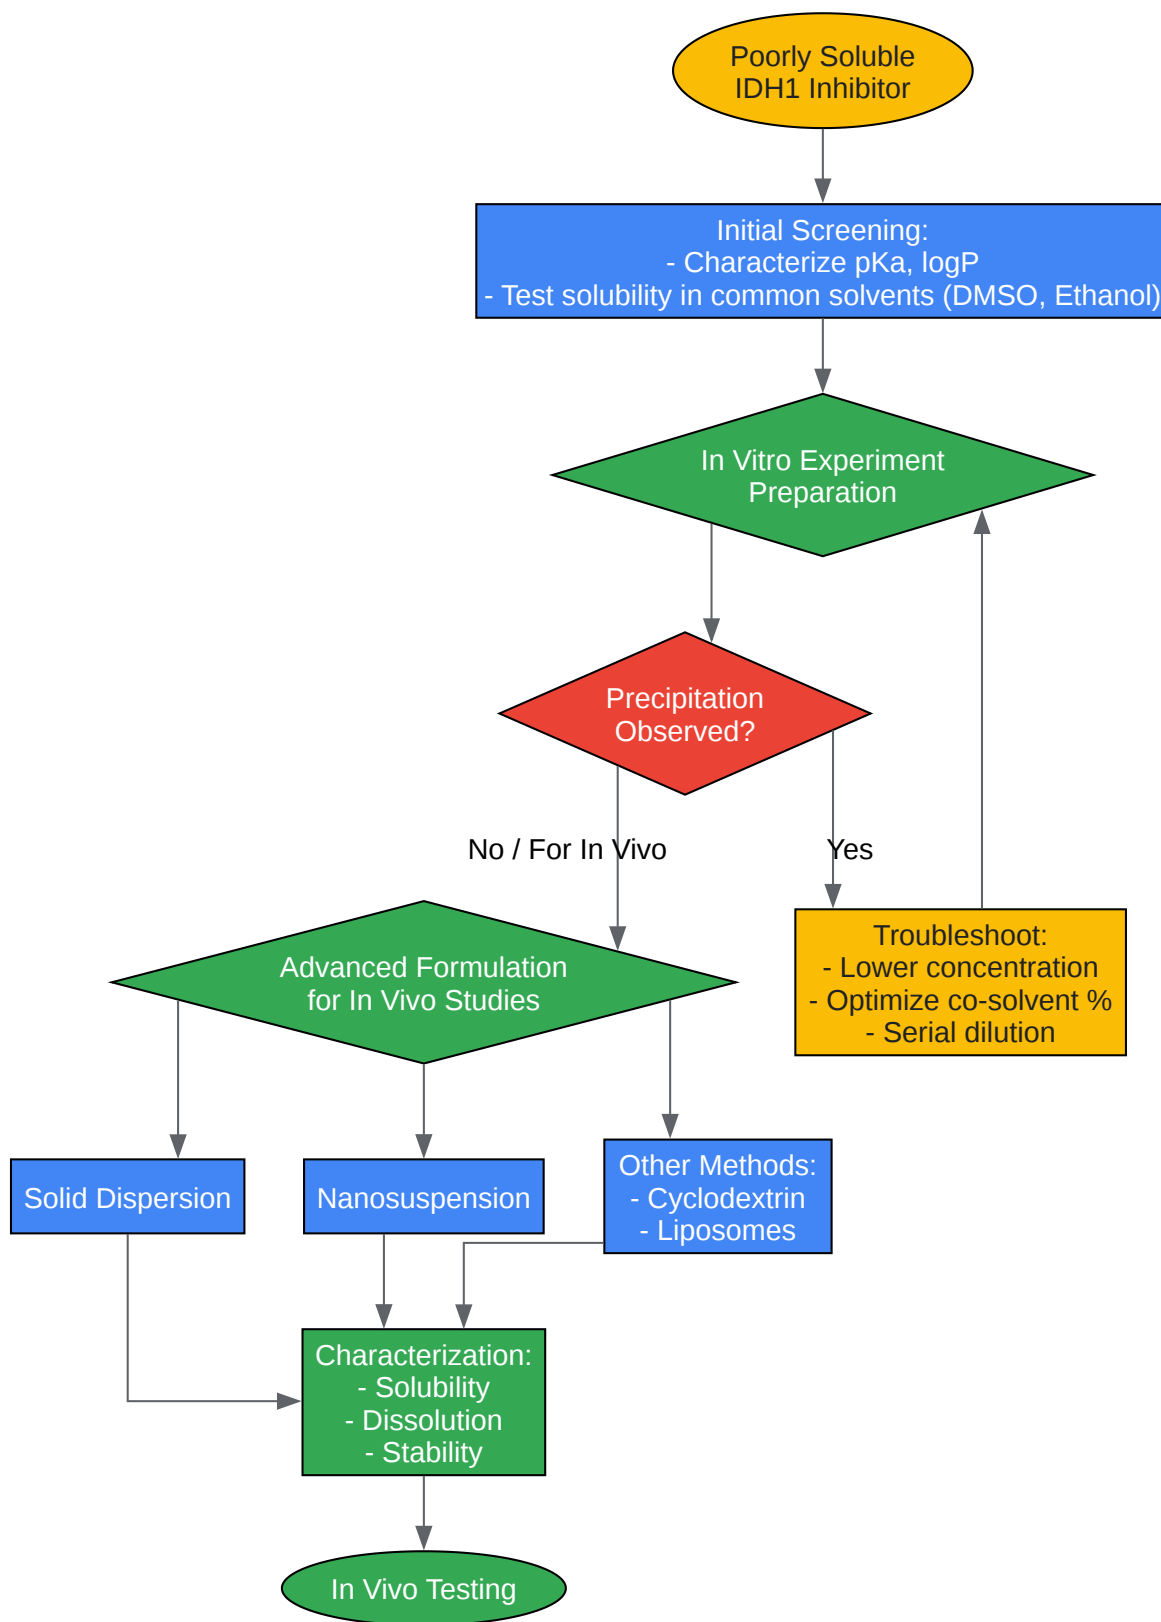 Poorly Soluble
IDH1 Inhibitor
Initial Screening:
- Characterize pKa, logP
- Test solubility in common solvents (DMSO, Ethanol)
In Vitro Experiment
Preparation
Precipitation
Observed?
No / For In Vivo
Yes
Troubleshoot:
- Lower concentration
- Optimize co-solvent %
- Serial dilution
Advanced Formulation
for In Vivo Studies
Solid Dispersion
Nanosuspension
Other Methods:
- Cyclodextrin
- Liposomes
Characterization:
- Solubility
- Dissolution
- Stability
In Vivo Testing